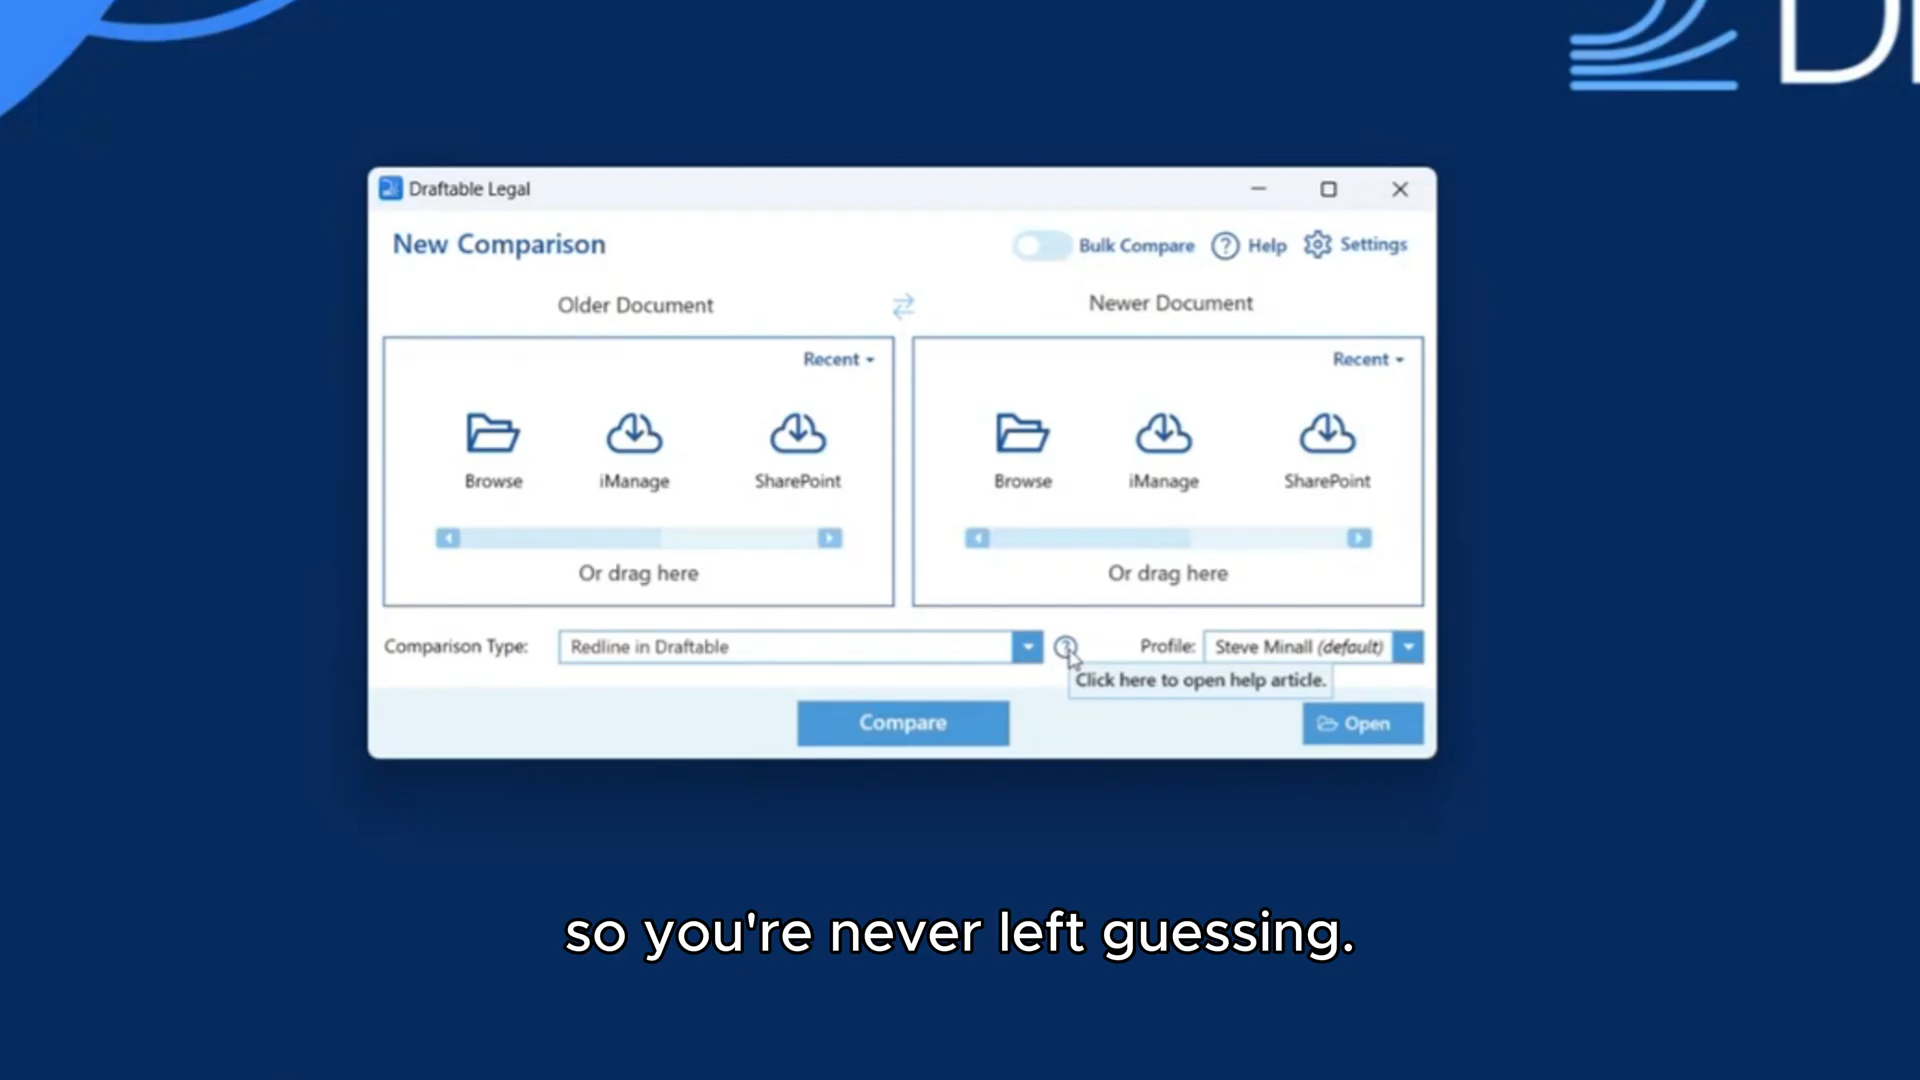 Draftable Legal
New Comparison
Bulk Compare
Help
Settings
Older Document
Newer Document
Recent
Recent
Browse
iManage
SharePoint
Browse
iManage
SharePoint
Or drag here
Or drag here
Comparison Type:
Redline in Draftable
Profile:
Steve Minall (default)
Click here to open help article.
Compare
Open
so you're never left guessing.